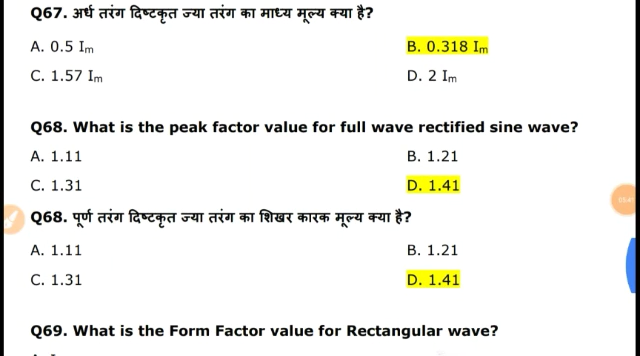 Q67. अर्ध तरंग दिष्टकृत ज्या तरंग का माध्य मूल्य क्या है?
A. 0.5 Im B. 0.318 Im
C. 1.57 Im D. 2 Im
Q68. What is the peak factor value for full wave rectified sine wave?
A. 1.11 B. 1.21
C. 1.31 D. 1.41
Q68. पूर्ण तरंग दिष्टकृत ज्या तरंग का शिखर कारक मूल्य क्या है?
A. 1.11 B. 1.21
C. 1.31 D. 1.41
Q69. What is the Form Factor value for Rectangular wave?